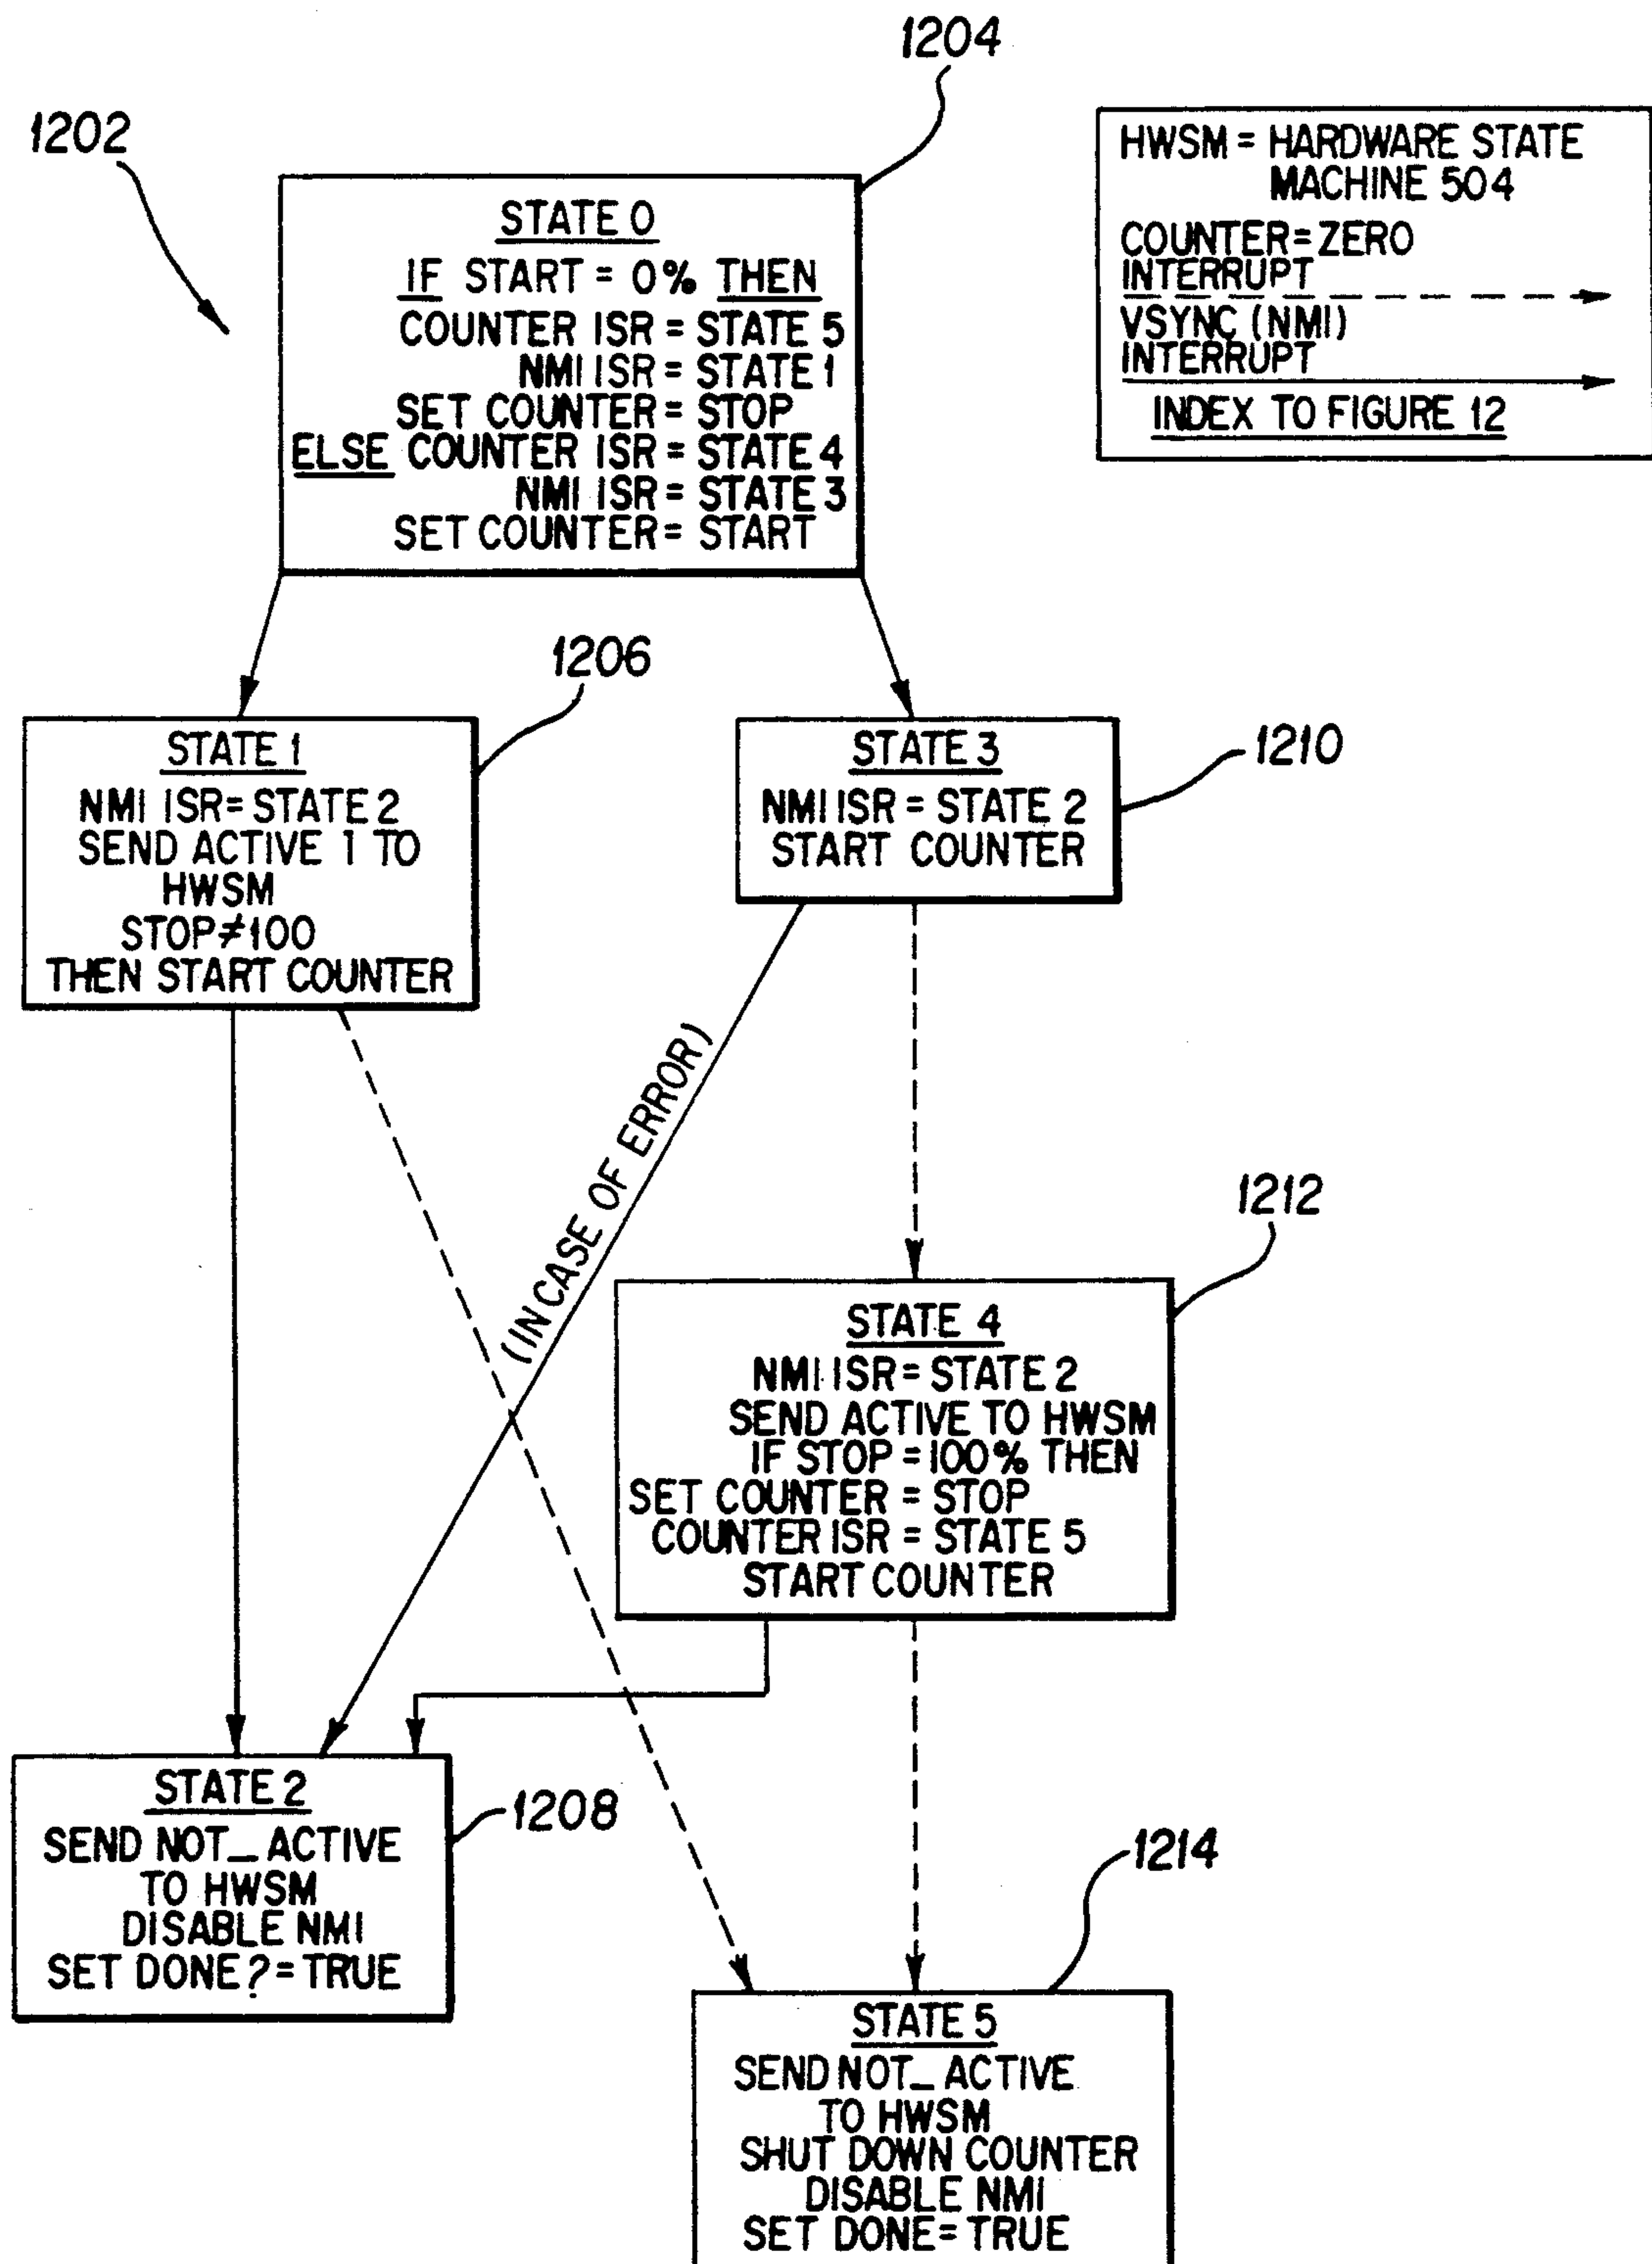 1204
1202
HWSM = HARDWARE STATE
MACHINE 504
COUNTER=ZERO
INTERRUPT
VSYNC (NMI)
INTERRUPT
INDEX TO FIGURE 12
STATE 0
IF START = 0% THEN
COUNTER ISR = STATE 5
NMI ISR = STATE 1
SET COUNTER = STOP
ELSE COUNTER ISR = STATE 4
NMI ISR = STATE 3
SET COUNTER = START
1206
STATE 1
NMI ISR = STATE 2
SEND ACTIVE 1 TO
HWSM
STOP≠100
THEN START COUNTER
1210
STATE 3
NMI ISR = STATE 2
START COUNTER
(IN CASE OF ERROR)
1212
STATE 4
NMI ISR = STATE 2
SEND ACTIVE TO HWSM
IF STOP = 100% THEN
SET COUNTER = STOP
COUNTER ISR = STATE 5
START COUNTER
1208
STATE 2
SEND NOT_ ACTIVE
TO HWSM
DISABLE NMI
SET DONE? = TRUE
1214
STATE 5
SEND NOT_ ACTIVE
TO HWSM
SHUT DOWN COUNTER
DISABLE NMI
SET DONE = TRUE